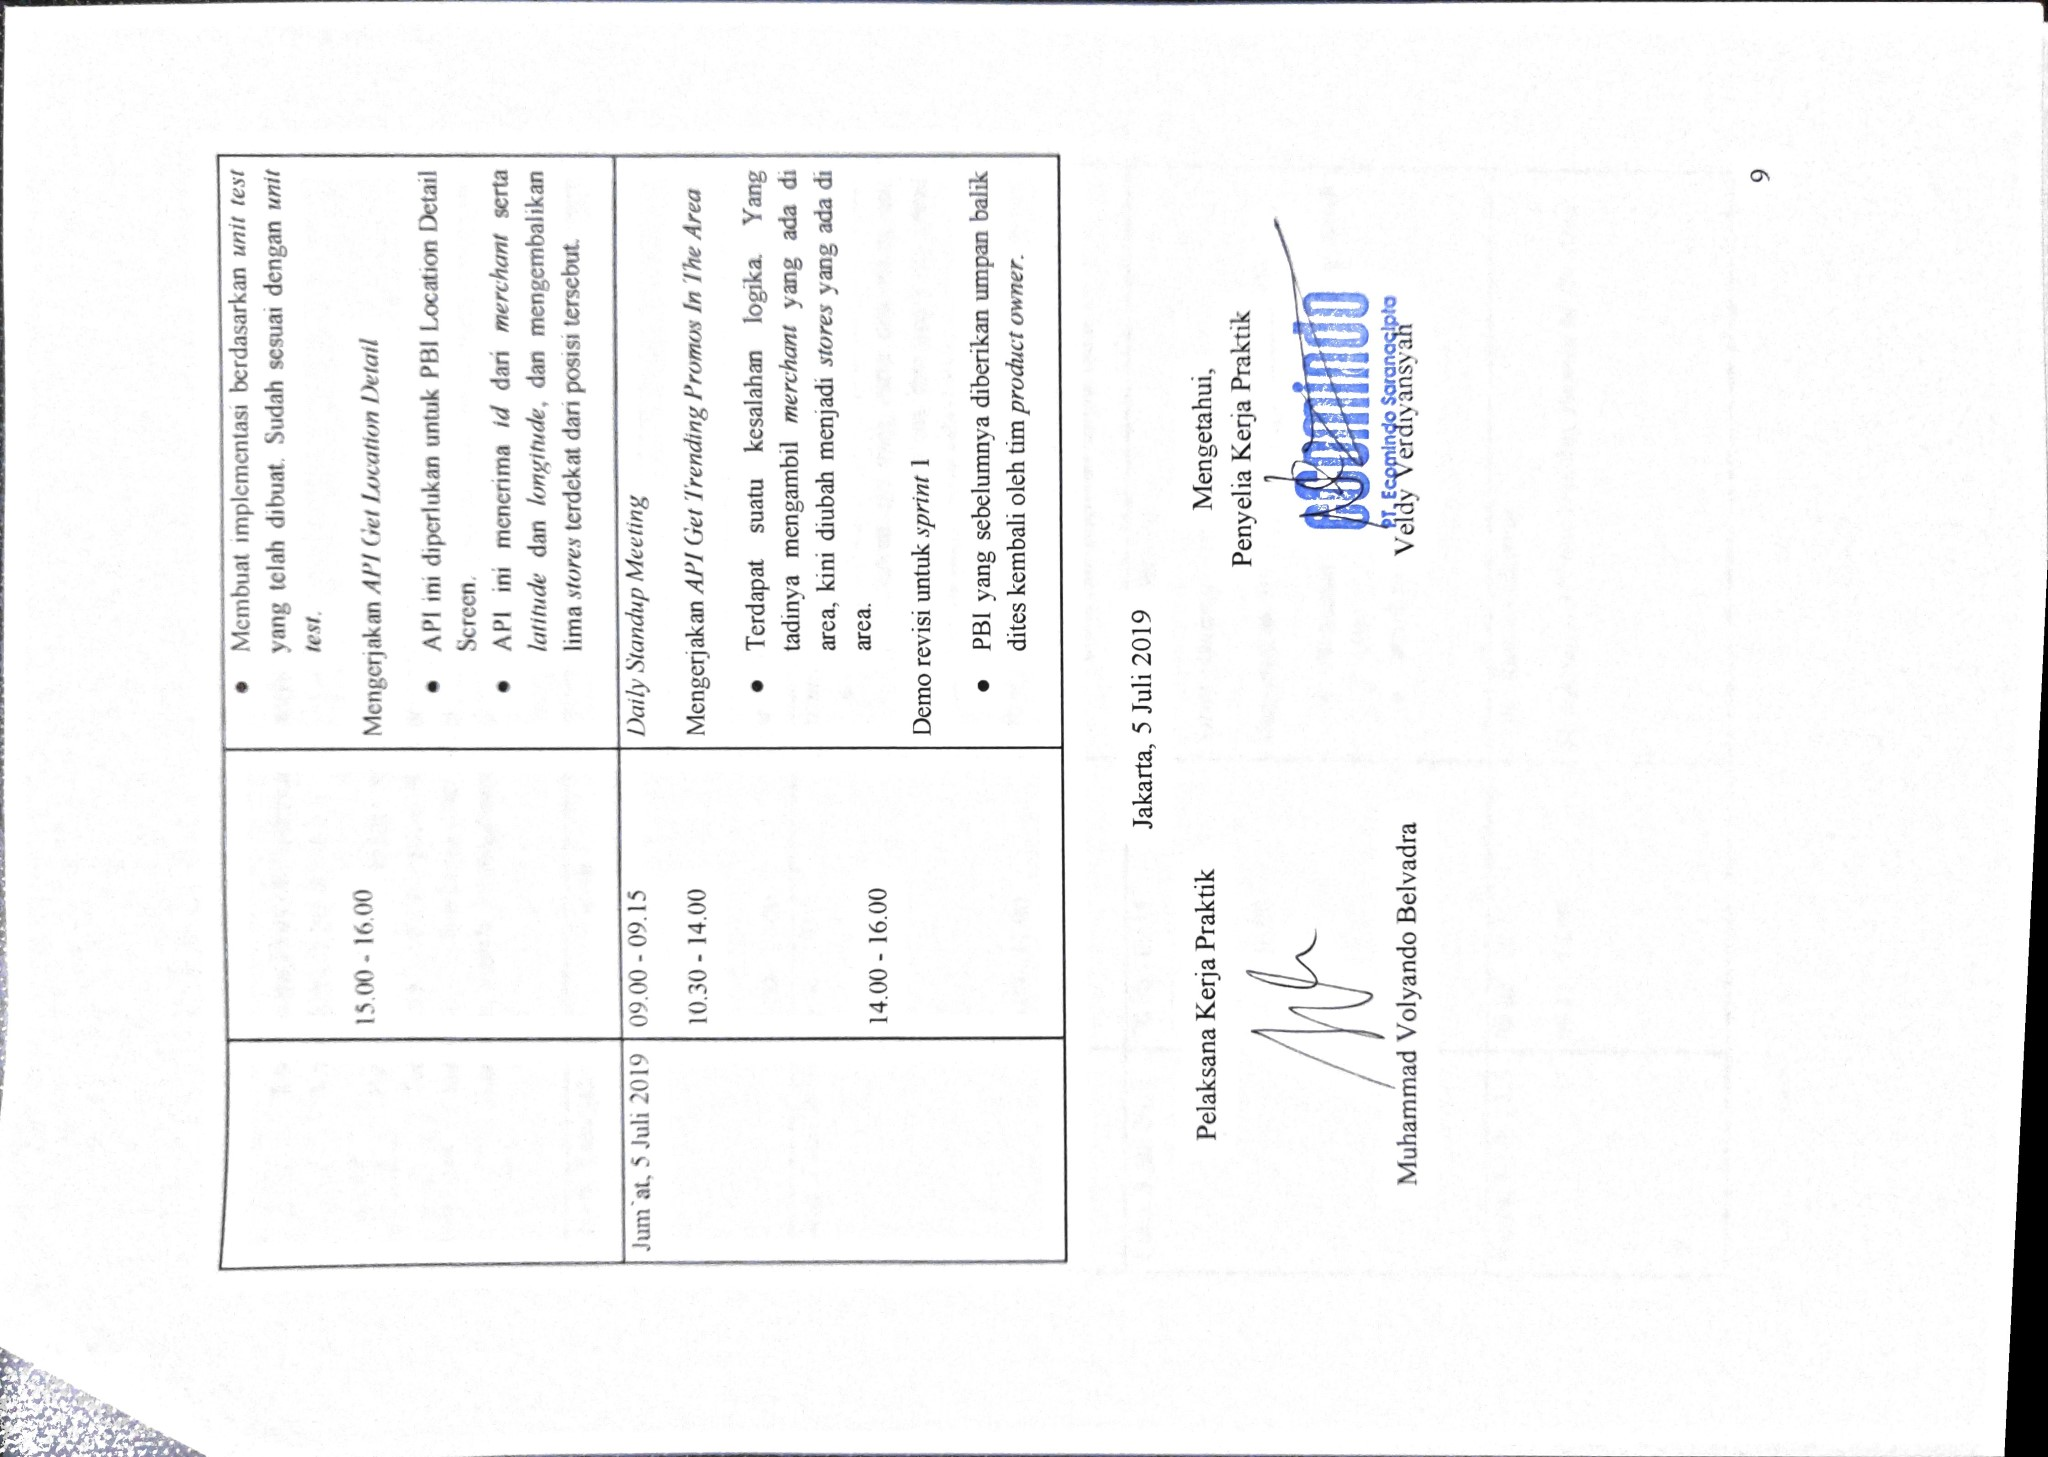 ● Membuat implementasi berdasarkan unit test
yang telah dibuat. Sudah sesuai dengan unit
test.
15.00 - 16.00 Mengerjakan API Get Location Detail
● API ini diperlukan untuk PBI Location Detail
Screen.
● API ini menerima id dari merchant serta
latitude dan longitude, dan mengembalikan
lima stores terdekat dari posisi tersebut.
Jum`at, 5 Juli 2019 09.00 - 09.15 Daily Standup Meeting
10.30 - 14.00 Mengerjakan API Get Trending Promos In The Area
● Terdapat suatu kesalahan logika. Yang
tadinya mengambil merchant yang ada di
area, kini diubah menjadi stores yang ada di
area.
14.00 - 16.00
Demo revisi untuk sprint 1
● PBI yang sebelumnya diberikan umpan balik
dites kembali oleh tim product owner.
Jakarta, 5 Juli 2019
Pelaksana Kerja Praktik
Mengetahui,
Penyelia Kerja Praktik
ecomindo
PT Ecomindo Saranacipta
Muhammad Volyando Belvadra
Veldy Verdiyansyah
9